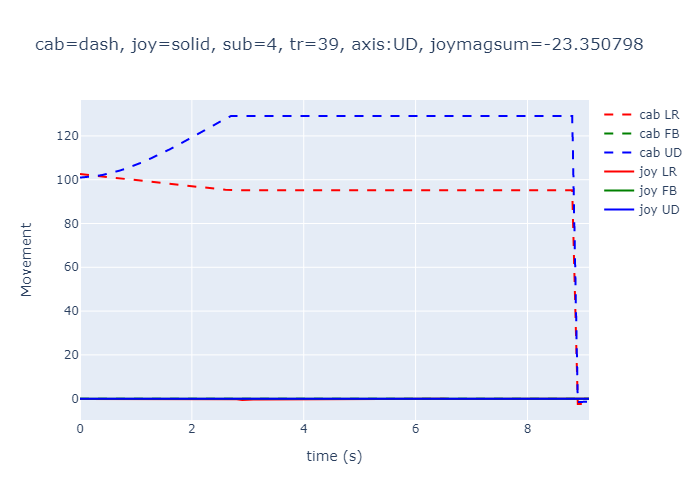 cab=dash, joy=solid, sub=4, tr=39, axis:UD, joymagsum=-23.350798
cab LR
cab FB
cab UD
joy LR
joy FB
joy UD
Movement
120
100
80
60
40
20
0
0 2 4 6 8
time (s)